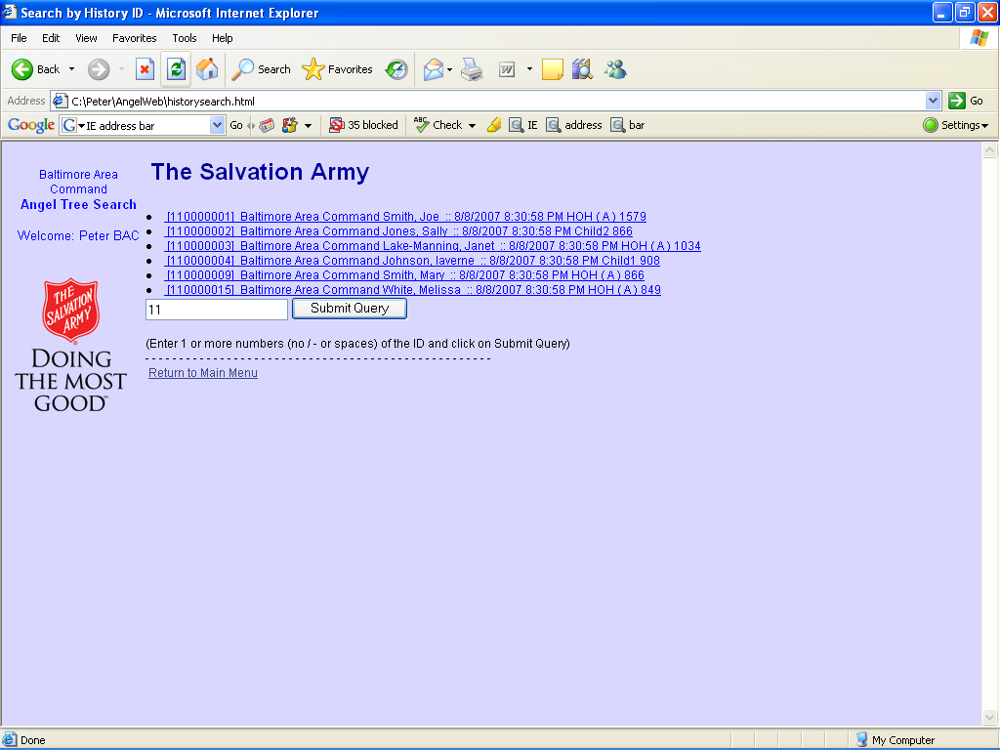 Search by History ID - Microsoft Internet Explorer
File Edit View Favorites Tools Help
Back Search Favorites W
Address C:\Peter\AngelWeb\historysearch.html Go
Google G IE address bar Go 35 blocked ABC Check IE address bar Settings
Baltimore Area
Command
Angel Tree Search
Welcome: Peter BAC
THE
SALVATION
ARMY
DOING
THE MOST
GOOD™
The Salvation Army
[110000001] Baltimore Area Command Smith, Joe :: 8/8/2007 8:30:58 PM HOH ( A ) 1579
[110000002] Baltimore Area Command Jones, Sally :: 8/8/2007 8:30:58 PM Child2 866
[110000003] Baltimore Area Command Lake-Manning, Janet :: 8/8/2007 8:30:58 PM HOH ( A ) 1034
[110000004] Baltimore Area Command Johnson, laverne :: 8/8/2007 8:30:58 PM Child1 908
[110000009] Baltimore Area Command Smith, Mary :: 8/8/2007 8:30:58 PM HOH ( A ) 866
[110000015] Baltimore Area Command White, Melissa :: 8/8/2007 8:30:58 PM HOH ( A ) 849
11 Submit Query
(Enter 1 or more numbers (no / - or spaces) of the ID and click on Submit Query)
- - - - - - - - - - - - - - - - - - - - - - - - - - - - - - - - - - - - - - - - - - - - - - - - -
Return to Main Menu
Done My Computer